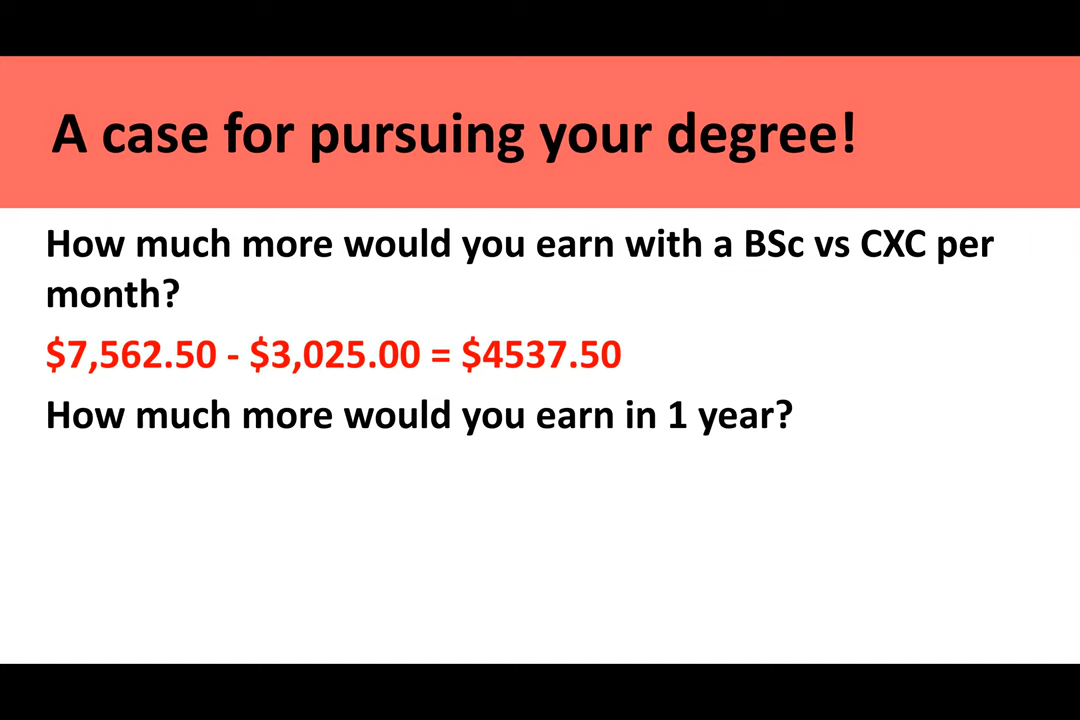 A case for pursuing your degree!
How much more would you earn with a BSc vs CXC per
month?
$7,562.50 - $3,025.00 = $4537.50
How much more would you earn in 1 year?